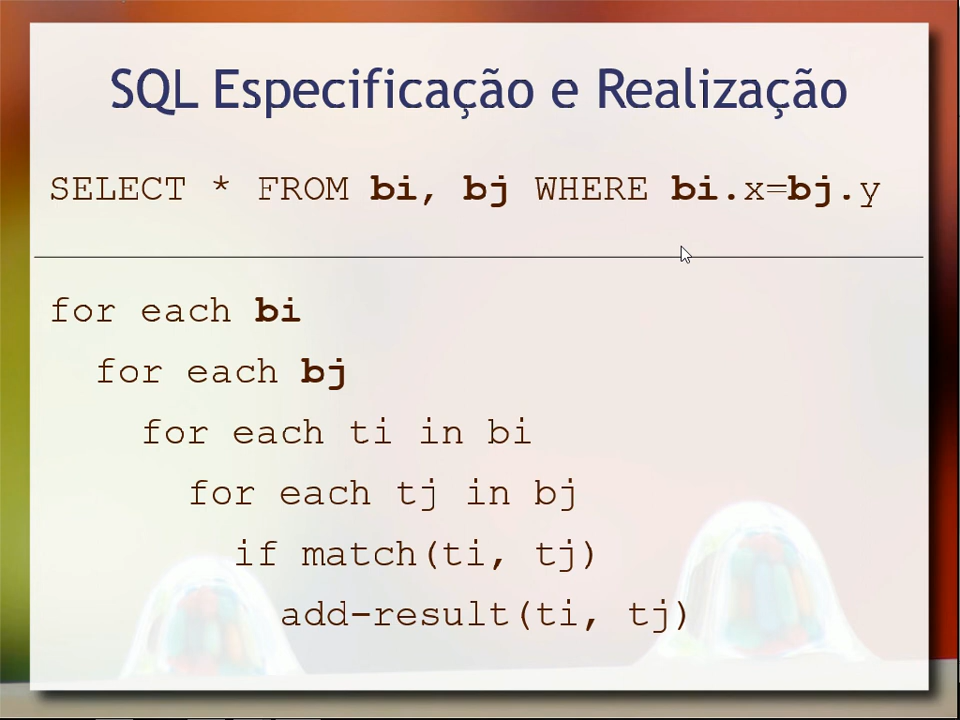 SQL Especificação e Realização
SELECT * FROM bi, bj WHERE bi.x=bj.y
for each bi
for each bj
for each ti in bi
for each tj in bj
if match(ti, tj)
add-result(ti, tj)